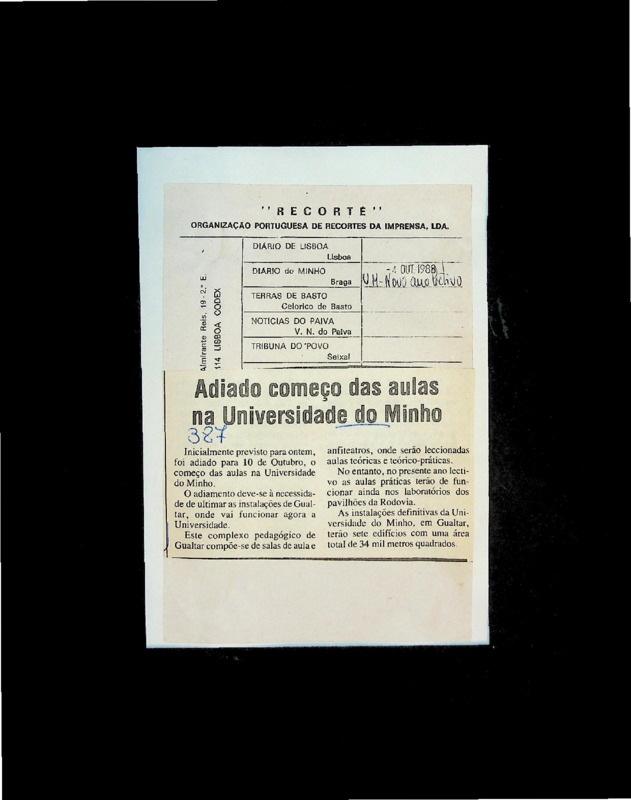 "RECORTE"
ORGANIZAÇÃO PORTUGUESA DE RECORTES DA IMPRENSA, LDA.
Almirante Reis, 19-2.º E.
114 LISBOA CODEX
DIÁRIO DE LISBOA
Lisboa
DIÁRIO do MINHO
Braga
-4 OUT. 1988
U.M-Novo ano letivo
TERRAS DE BASTO
Celorico de Basto
NOTICIAS DO PAIVA
V. N. do Paiva
TRIBUNA DO POVO
Seixal
Adiado começo das aulas
na Universidade do Minho
387
Inicialmente previsto para ontem,
foi adiado para 10 de Outubro, o
começo das aulas na Universidade
do Minho.
O adiamento deve-se à necessida-
de de ultimar as instalações de Gual-
tar, onde vai funcionar agora a
Universidade.
Este complexo pedagógico de
Gualtar compõe-se de salas de aula e
anfiteatros, onde serão leccionadas
aulas teóricas e teórico-práticas.
No entanto, no presente ano lecti-
vo as aulas práticas terão de fun-
cionar ainda nos laboratórios dos
pavilhões da Rodovia.
As instalações definitivas da Uni-
versidade do Minho, em Gualtar,
terão sete edifícios com uma área
total de 34 mil metros quadrados.